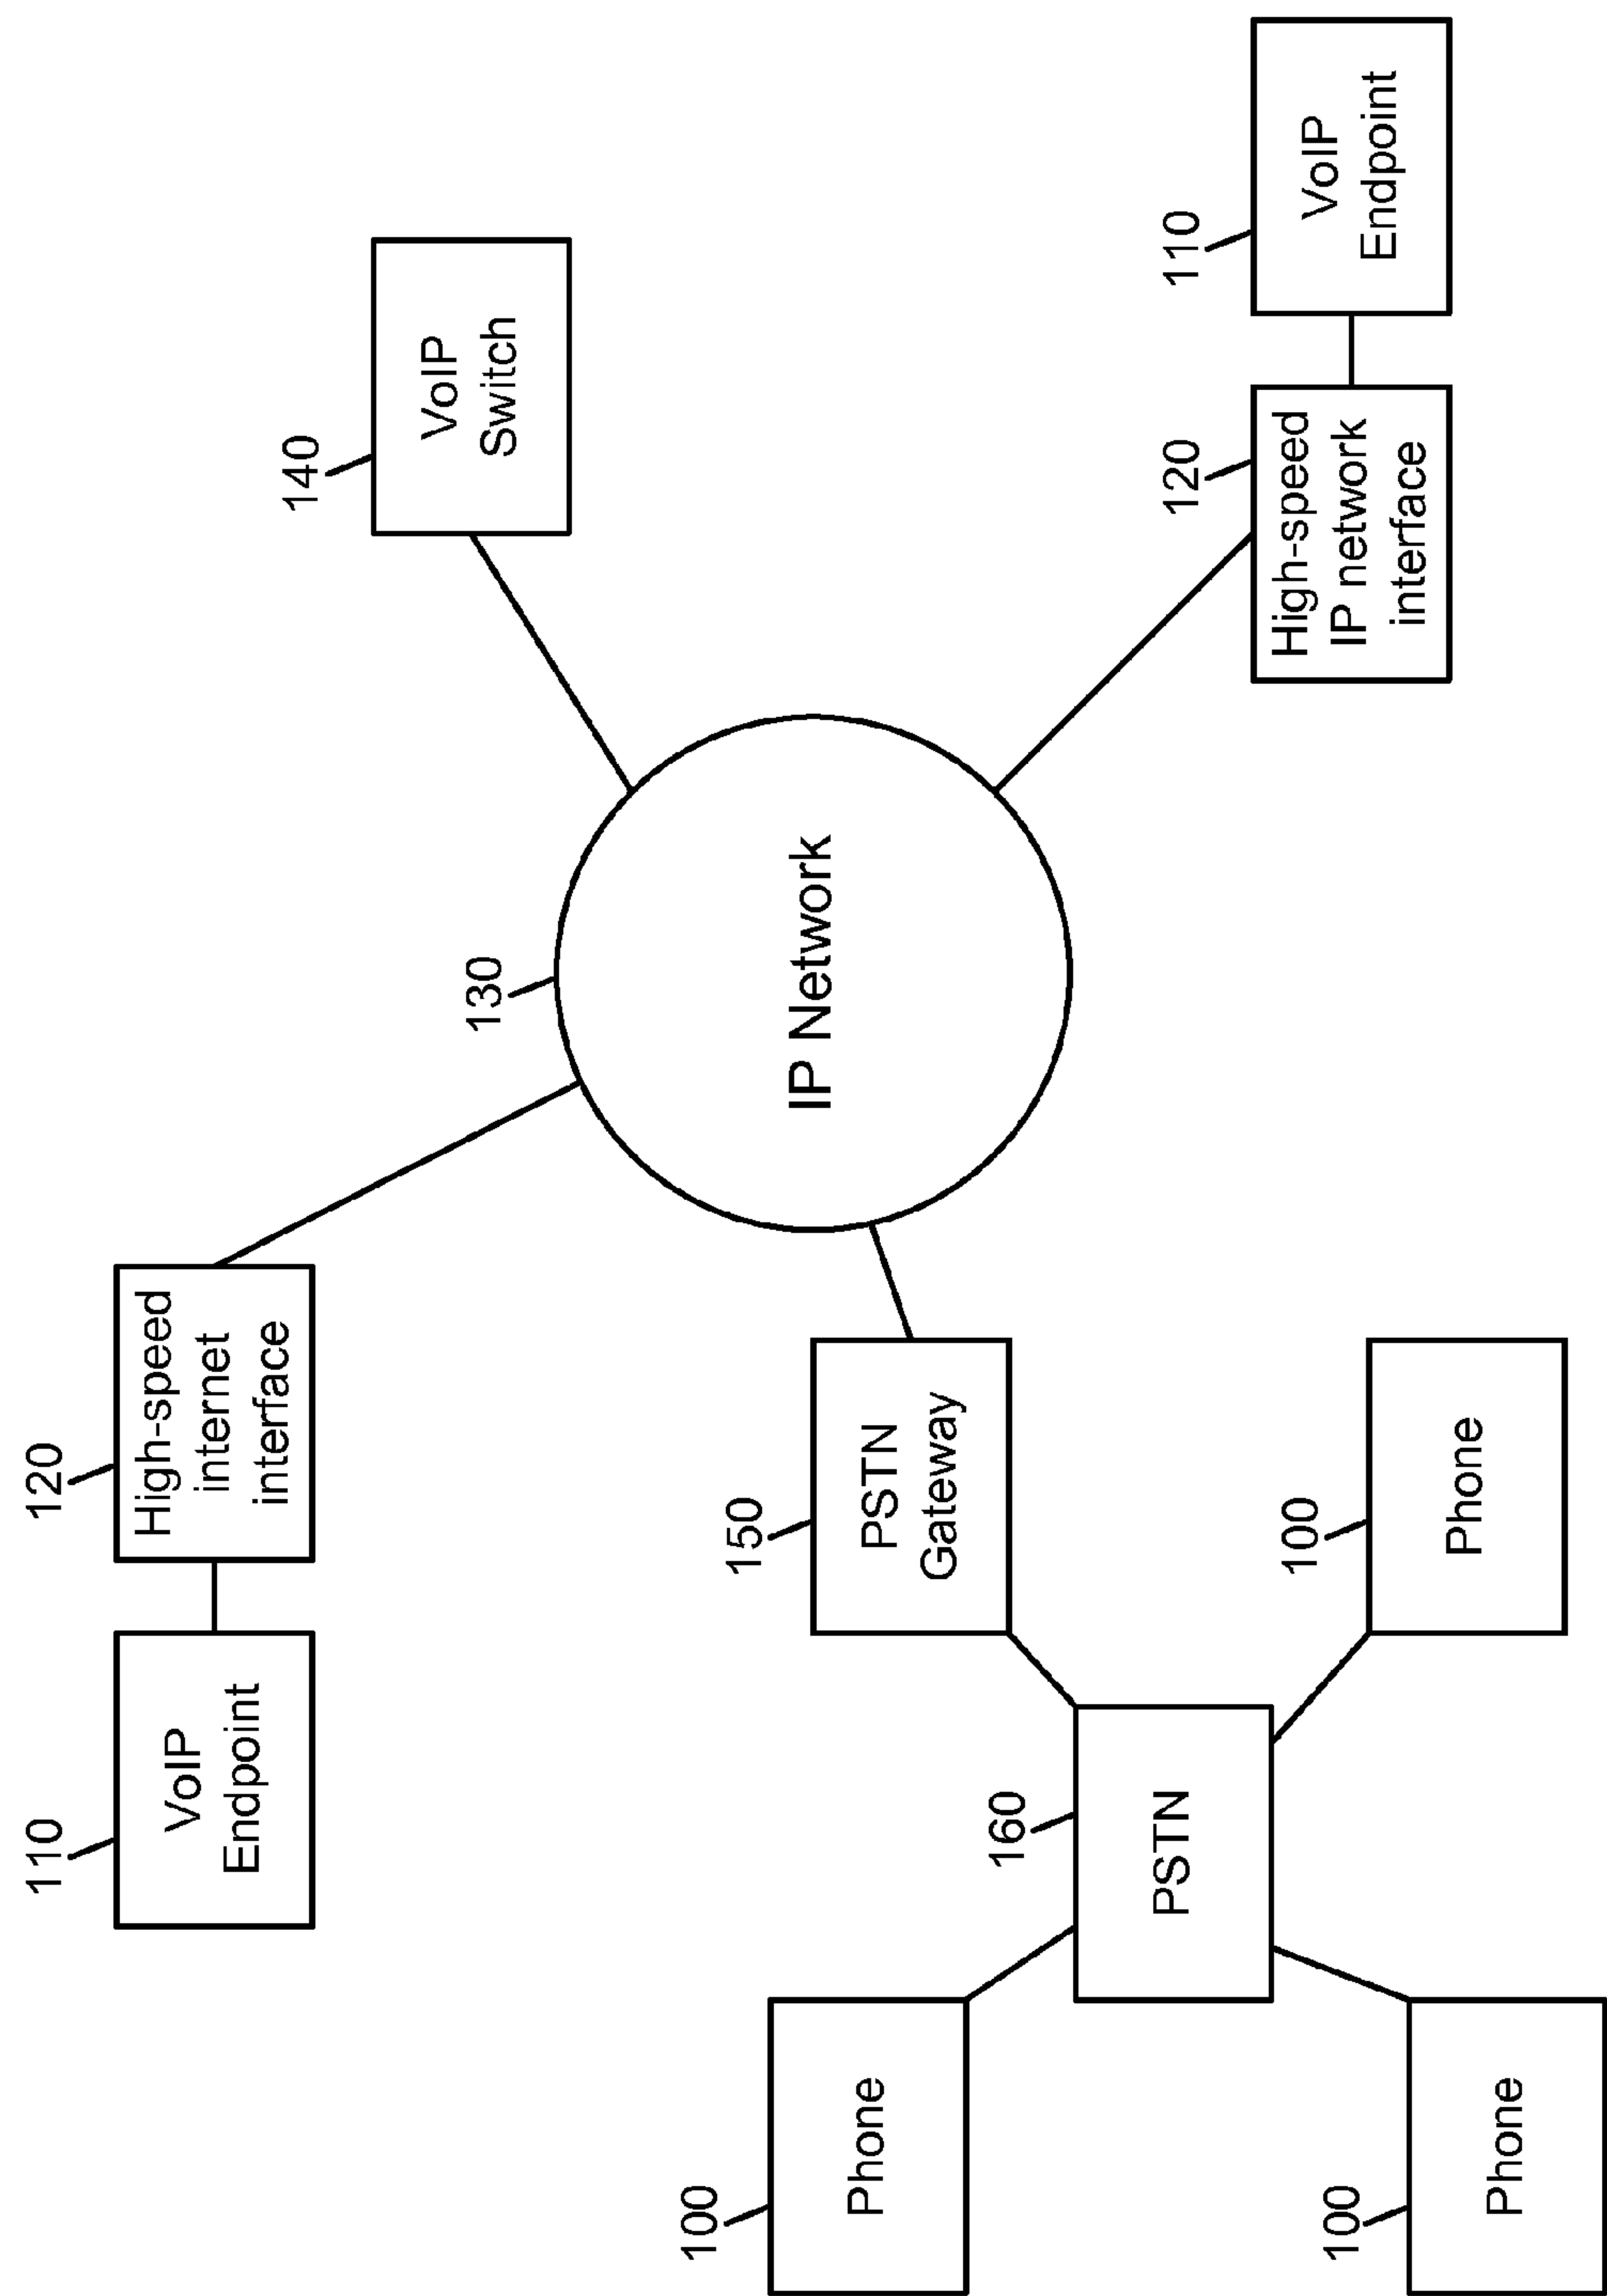 110
VoIP
Endpoint
120
High-speed
internet
interface
140
VoIP
Switch
130
IP Network
150
PSTN
Gateway
100
Phone
160
PSTN
100
Phone
100
Phone
120
High-speed
IP network
interface
110
VoIP
Endpoint